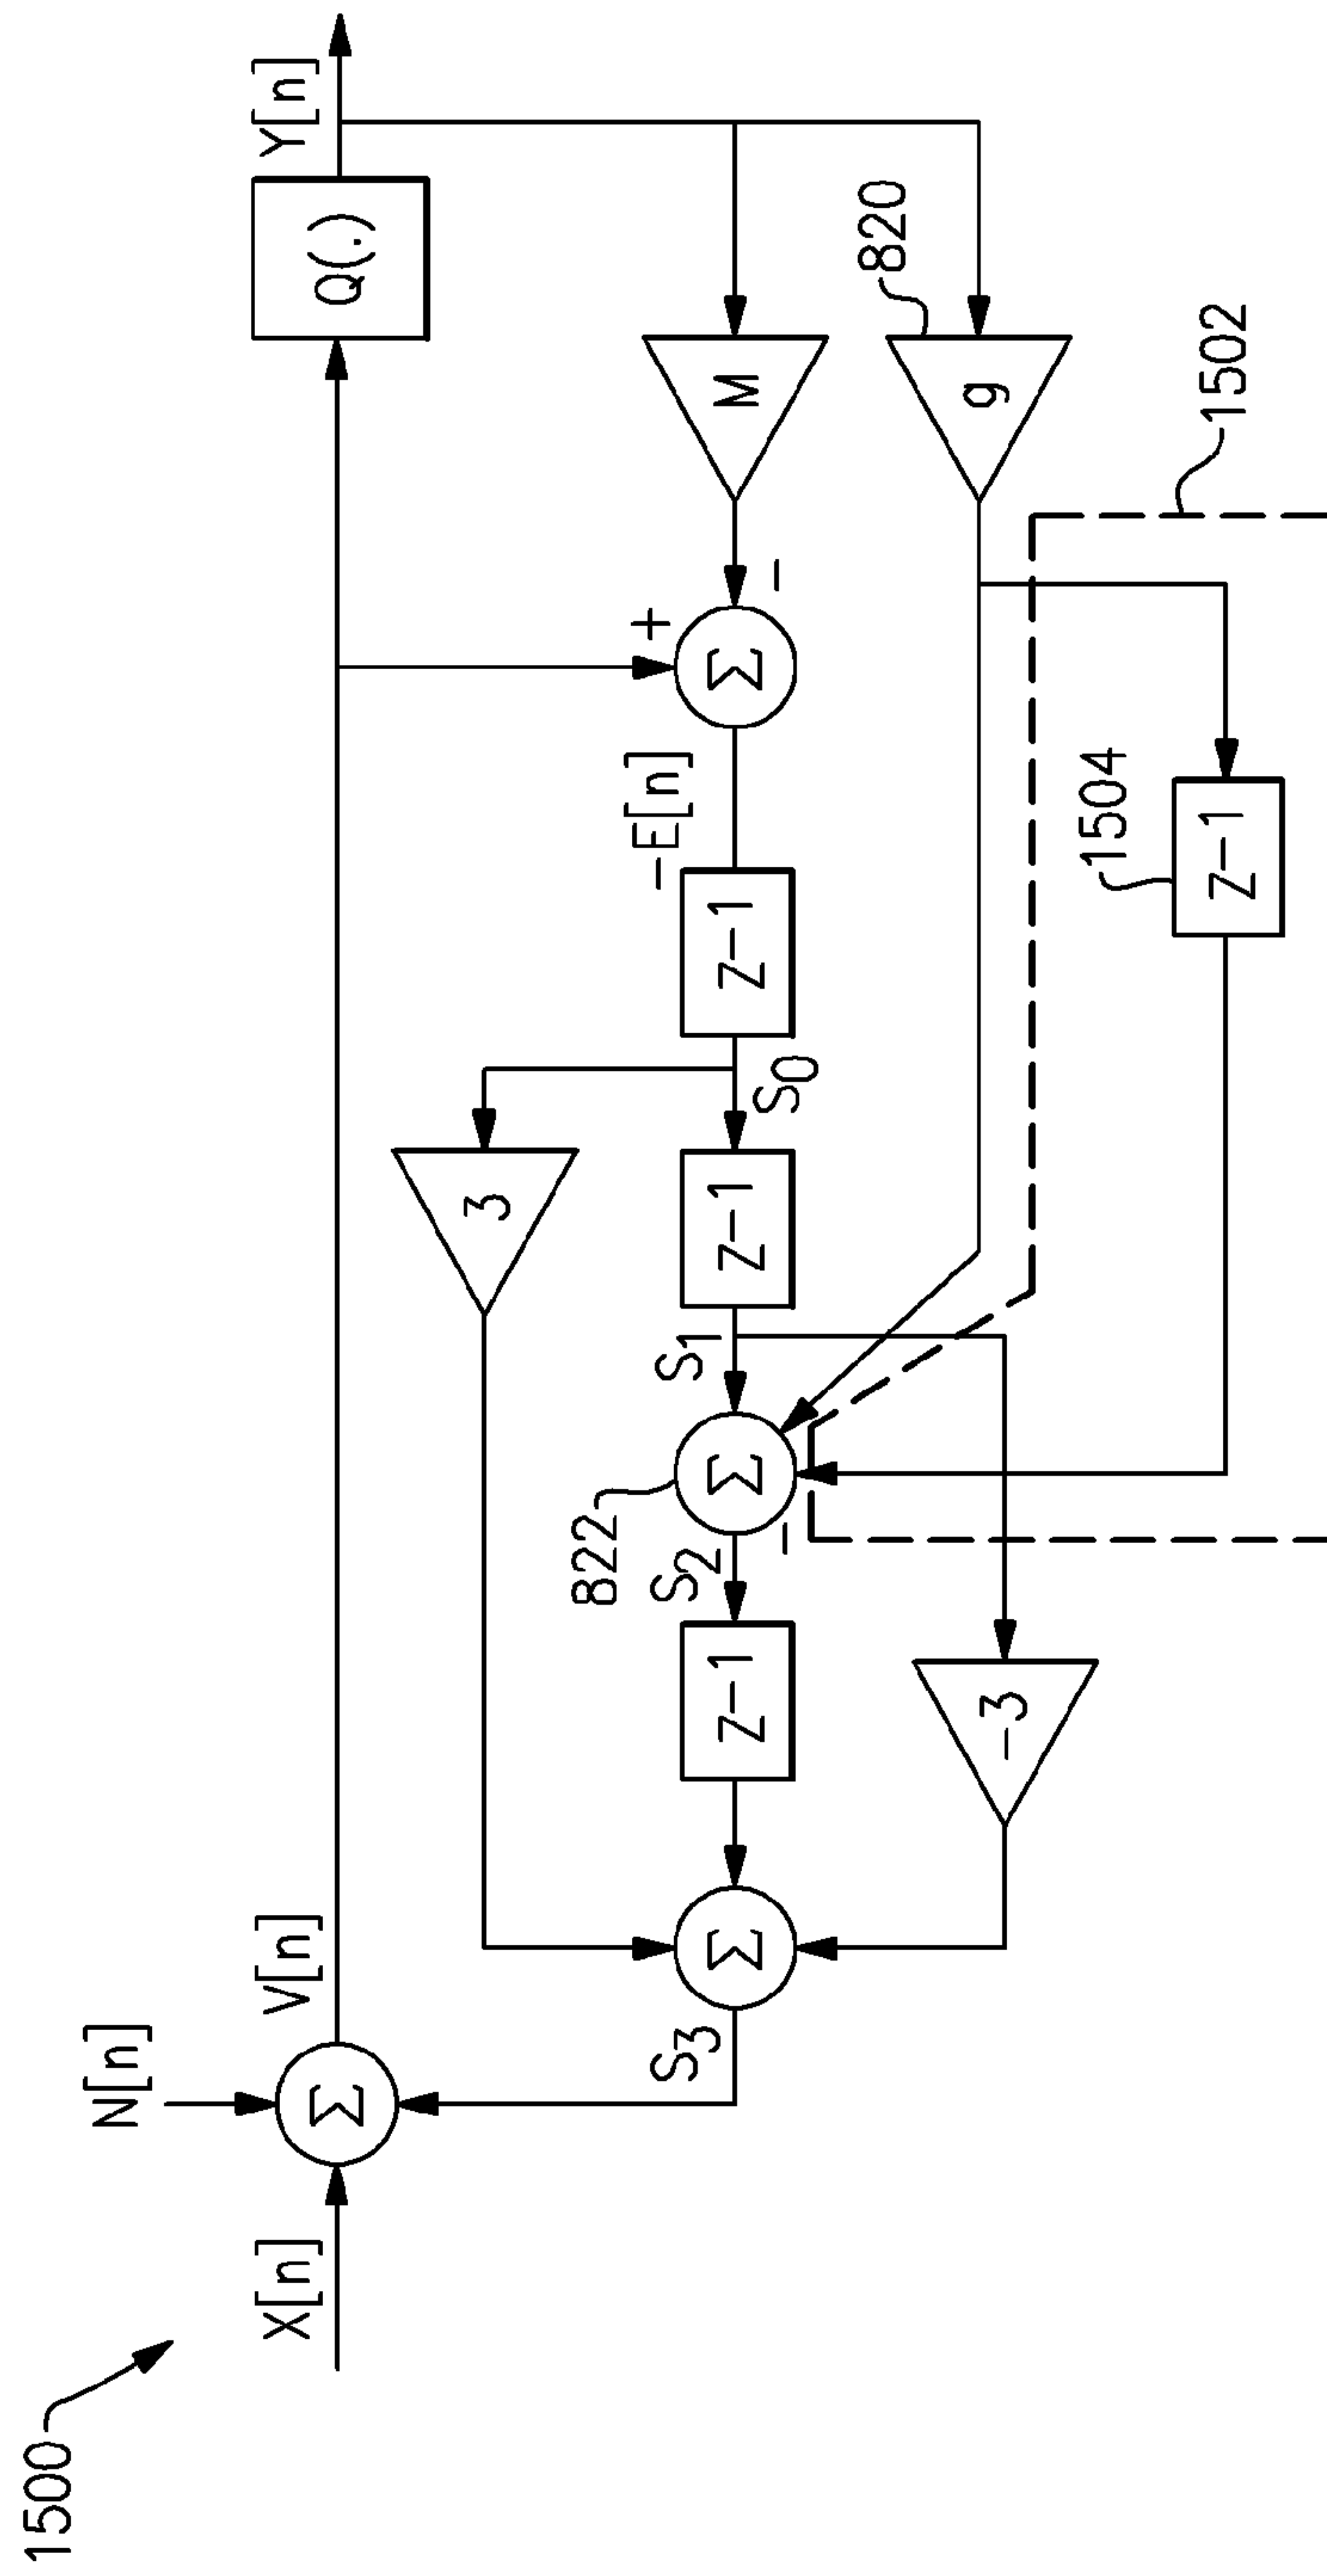 1500
X[n]
N[n]
V[n]
Σ
Q(.)
Y[n]
3
S3
Σ
z-1
S2
822
Σ
-
S1
z-1
S0
z-1
-E[n]
Σ
+
-
M
-3
g
820
1504
z-1
1502